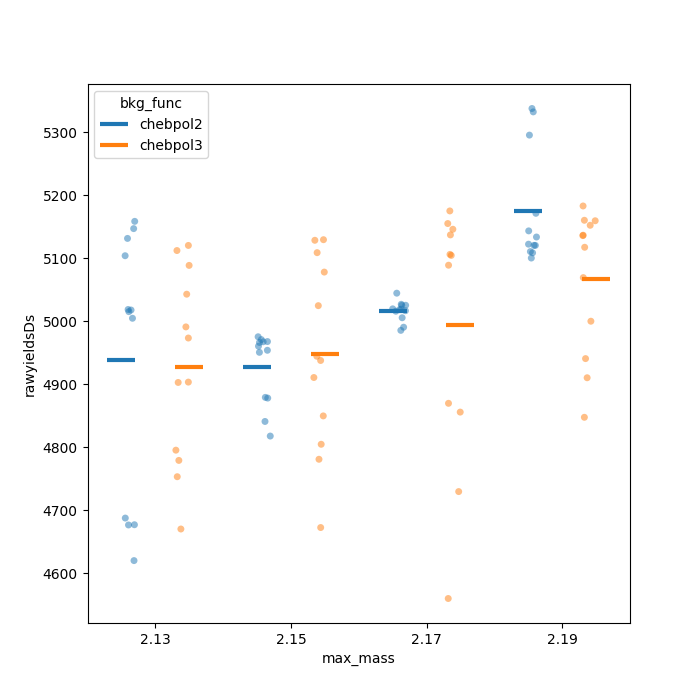 bkg_func
chebpol2
chebpol3
5300
5200
5100
5000
4900
4800
4700
4600
rawyieldsDs
2.13
2.15
2.17
2.19
max_mass